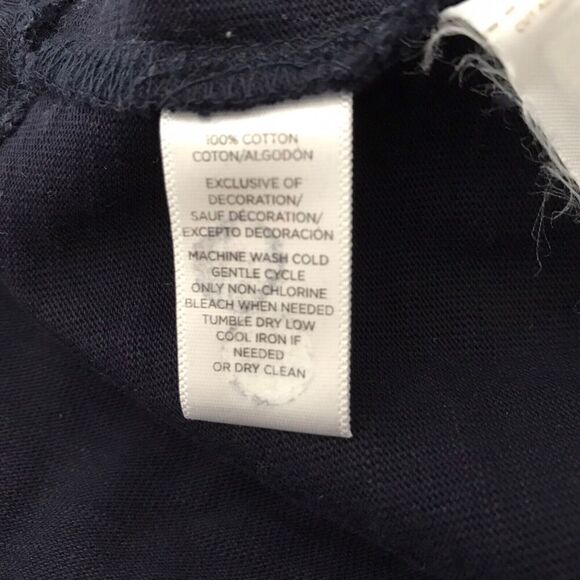 100% COTTON
COTON/ALGODÓN
EXCLUSIVE OF
DECORATION/
SAUF DÉCORATION/
EXCEPTO DECORACIÓN
MACHINE WASH COLD
GENTLE CYCLE
ONLY NON-CHLORINE
BLEACH WHEN NEEDED
TUMBLE DRY LOW
COOL IRON IF
NEEDED
OR DRY CLEAN